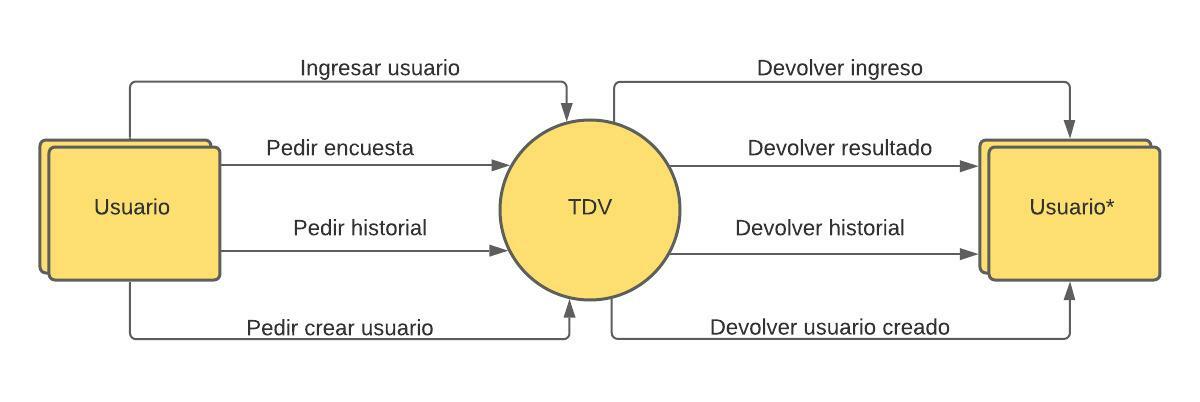 Ingresar usuario
Devolver ingreso
Pedir encuesta
Devolver resultado
Usuario
TDV
Usuario*
Pedir historial
Devolver historial
Pedir crear usuario
Devolver usuario creado